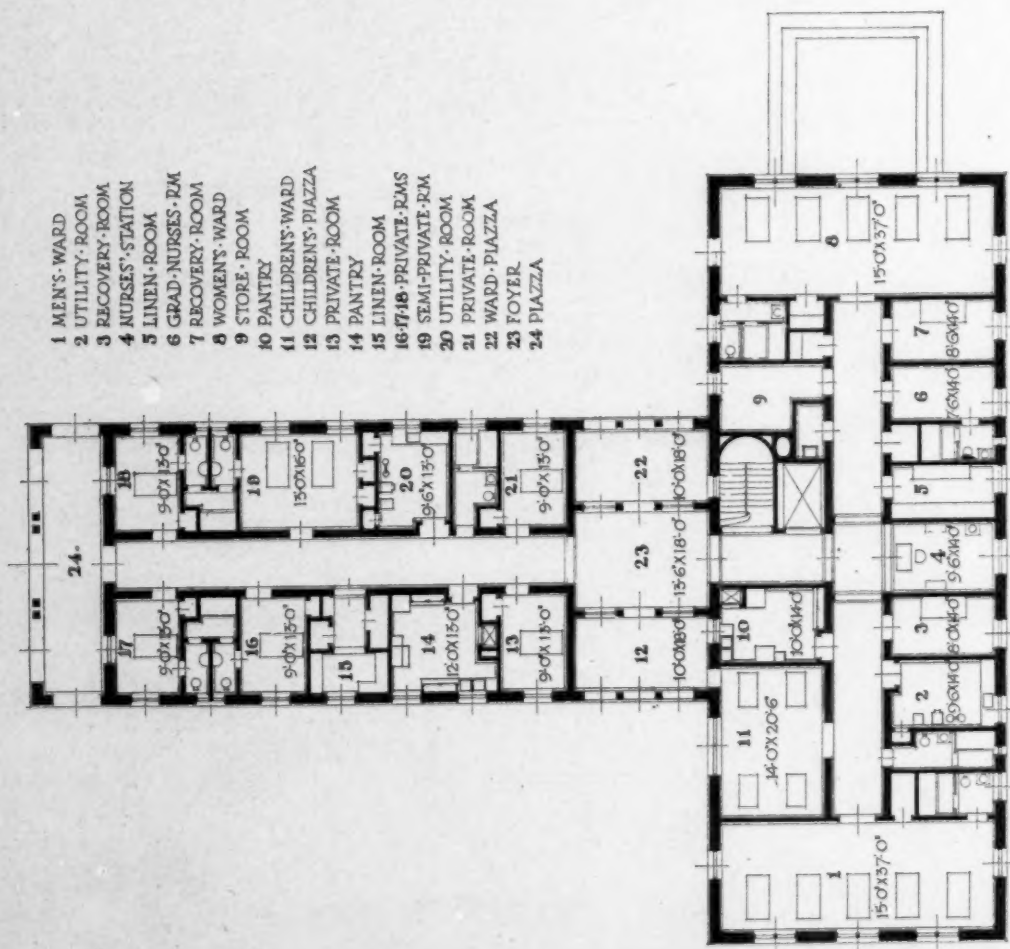 1 MEN'S·WARD
2 UTILITY·ROOM
3 RECOVERY·ROOM
4 NURSES'·STATION
5 LINEN·ROOM
6 GRAD·NURSES·RM
7 RECOVERY·ROOM
8 WOMEN'S·WARD
9 STORE·ROOM
10 PANTRY
11 CHILDREN'S·WARD
12 CHILDREN'S·PIAZZA
13 PRIVATE·ROOM
14 PANTRY
15 LINEN·ROOM
16·17·18·PRIVATE·RMS
19 SEMI-PRIVATE·R'M
20 UTILITY·ROOM
21 PRIVATE·ROOM
22 WARD·PIAZZA
23 FOYER
24 PIAZZA
24·
17
9'-0"X13'-0"
18
9'-0"X13'-0"
16
9'-0"X13'-0"
19
13'-0"X16'-0"
15
20
9'-6"X13'-0"
14
12'-0"X13'-0"
13
9'-0"X13'-0"
21
9'-0"X13'-0"
12
10'-0"X18'-0"
23
13'-6"X18'-0"
22
10'-0"X18'-0"
11
14'-0"X20'-6"
10
10'-0"X14'-0"
9
8
15'-0"X37'-0"
1
15'-0"X37'-0"
2
9'-6"X14'-0"
3
8'-0"X14'-0"
4
9'-6"X14'-0"
5
6
7'-6"X14'-0"
7
8'-6"X14'-0"